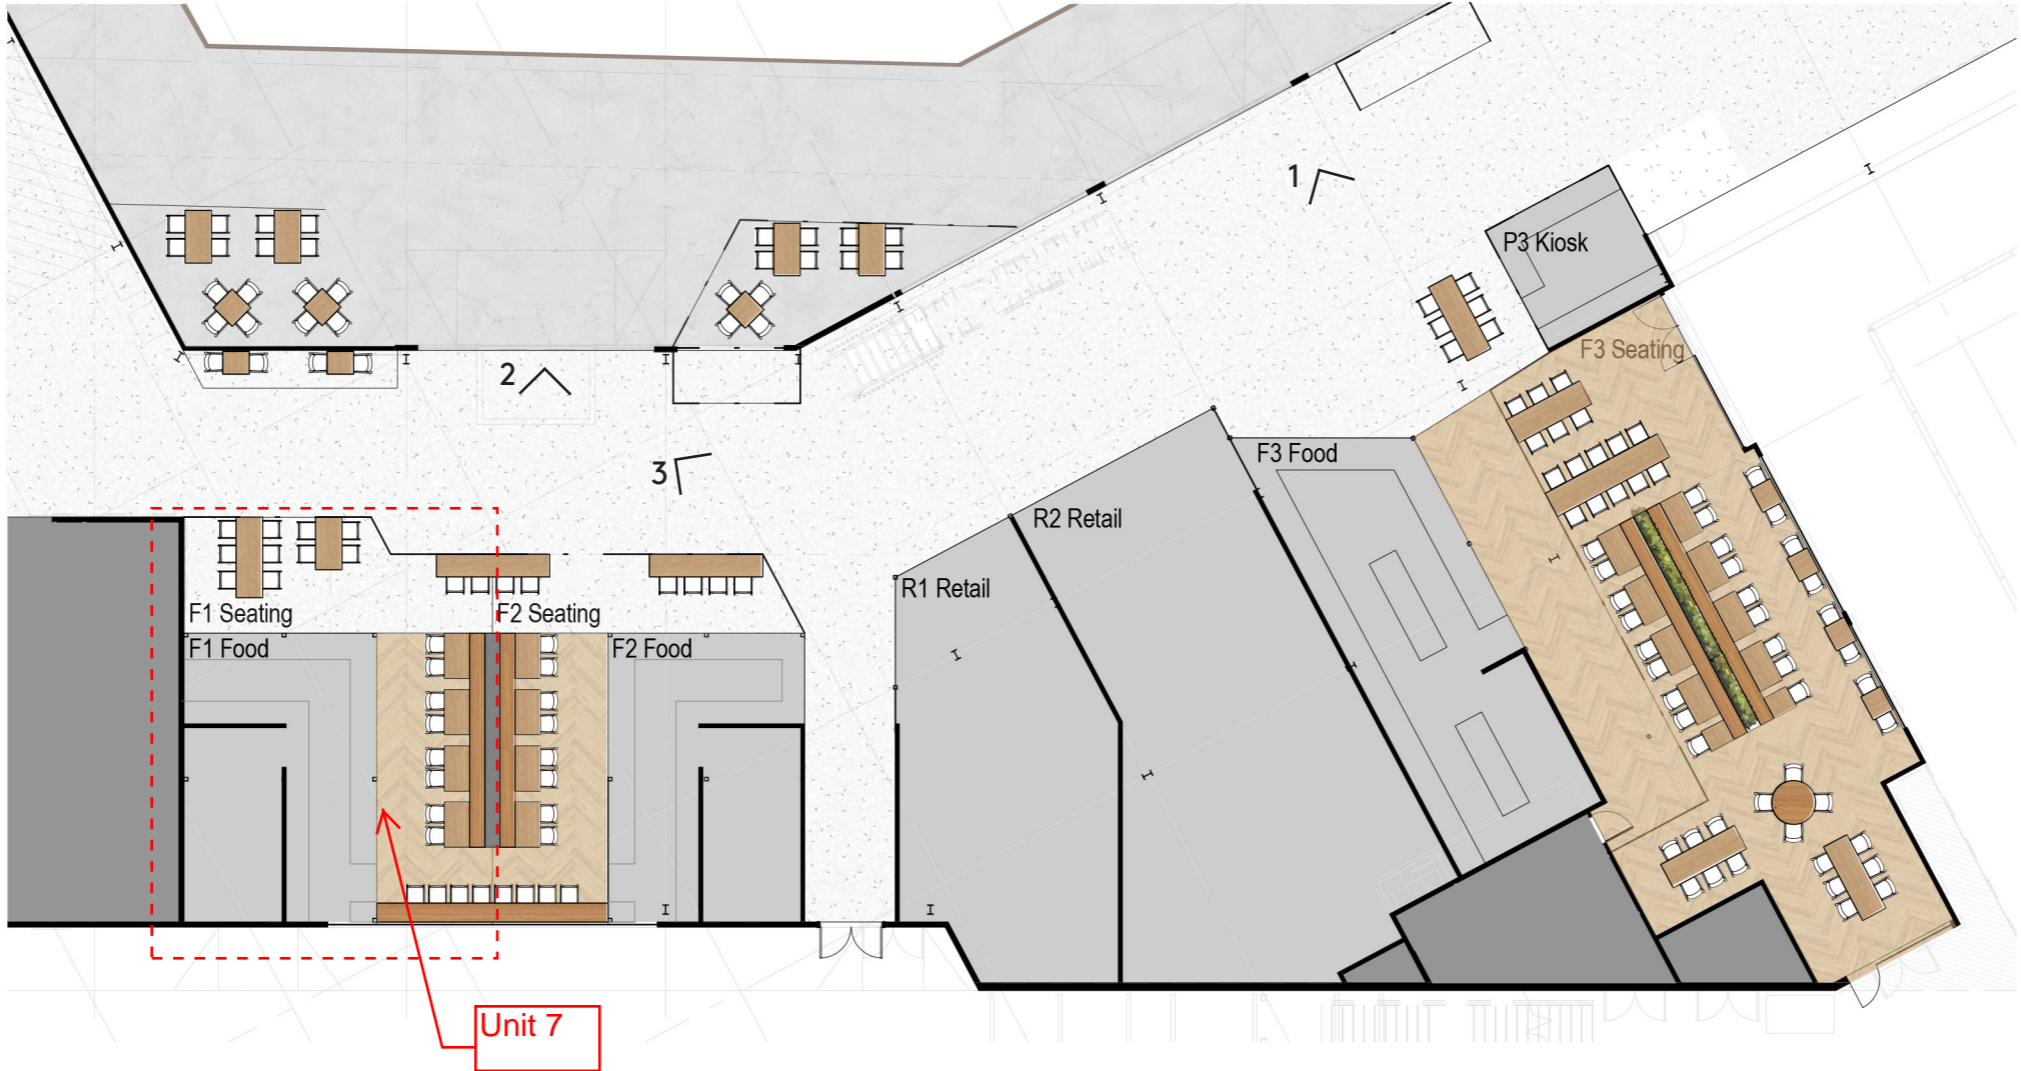 1
P3 Kiosk
F3 Seating
2
3
F3 Food
R2 Retail
R1 Retail
F1 Seating
F2 Seating
F1 Food
F2 Food
Unit 7